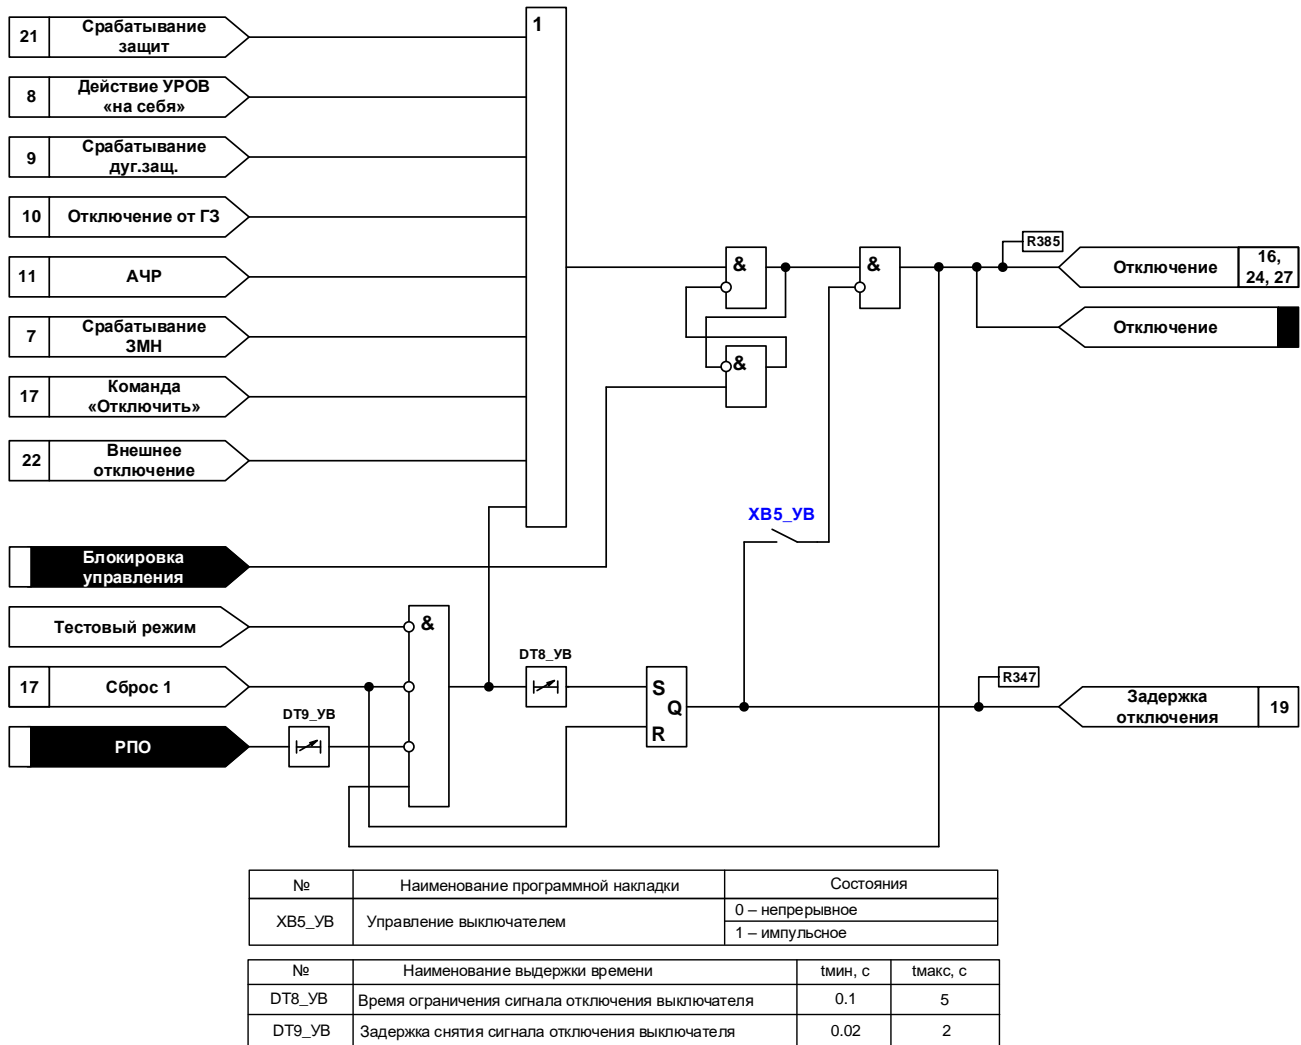 21
Срабатывание
защит
1
8
Действие УРОВ
«на себя»
9
Срабатывание
дуг.защ.
10
Отключение от ГЗ
11
АЧР
7
Срабатывание
ЗМН
17
Команда
«Отключить»
22
Внешнее
отключение
R385
&
&
&
Отключение
16,
24, 27
Отключение
XB5_УВ
Блокировка
управления
Тестовый режим
&
17
Сброс 1
DT8_УВ
S
Q
R
R347
Задержка
отключения
19
РПО
DT9_УВ
№ Наименование программной накладки Состояния
XB5_УВ Управление выключателем 0 – непрерывное
1 – импульсное
№ Наименование выдержки времени tмин, с tмакс, с
DT8_УВ Время ограничения сигнала отключения выключателя 0.1 5
DT9_УВ Задержка снятия сигнала отключения выключателя 0.02 2